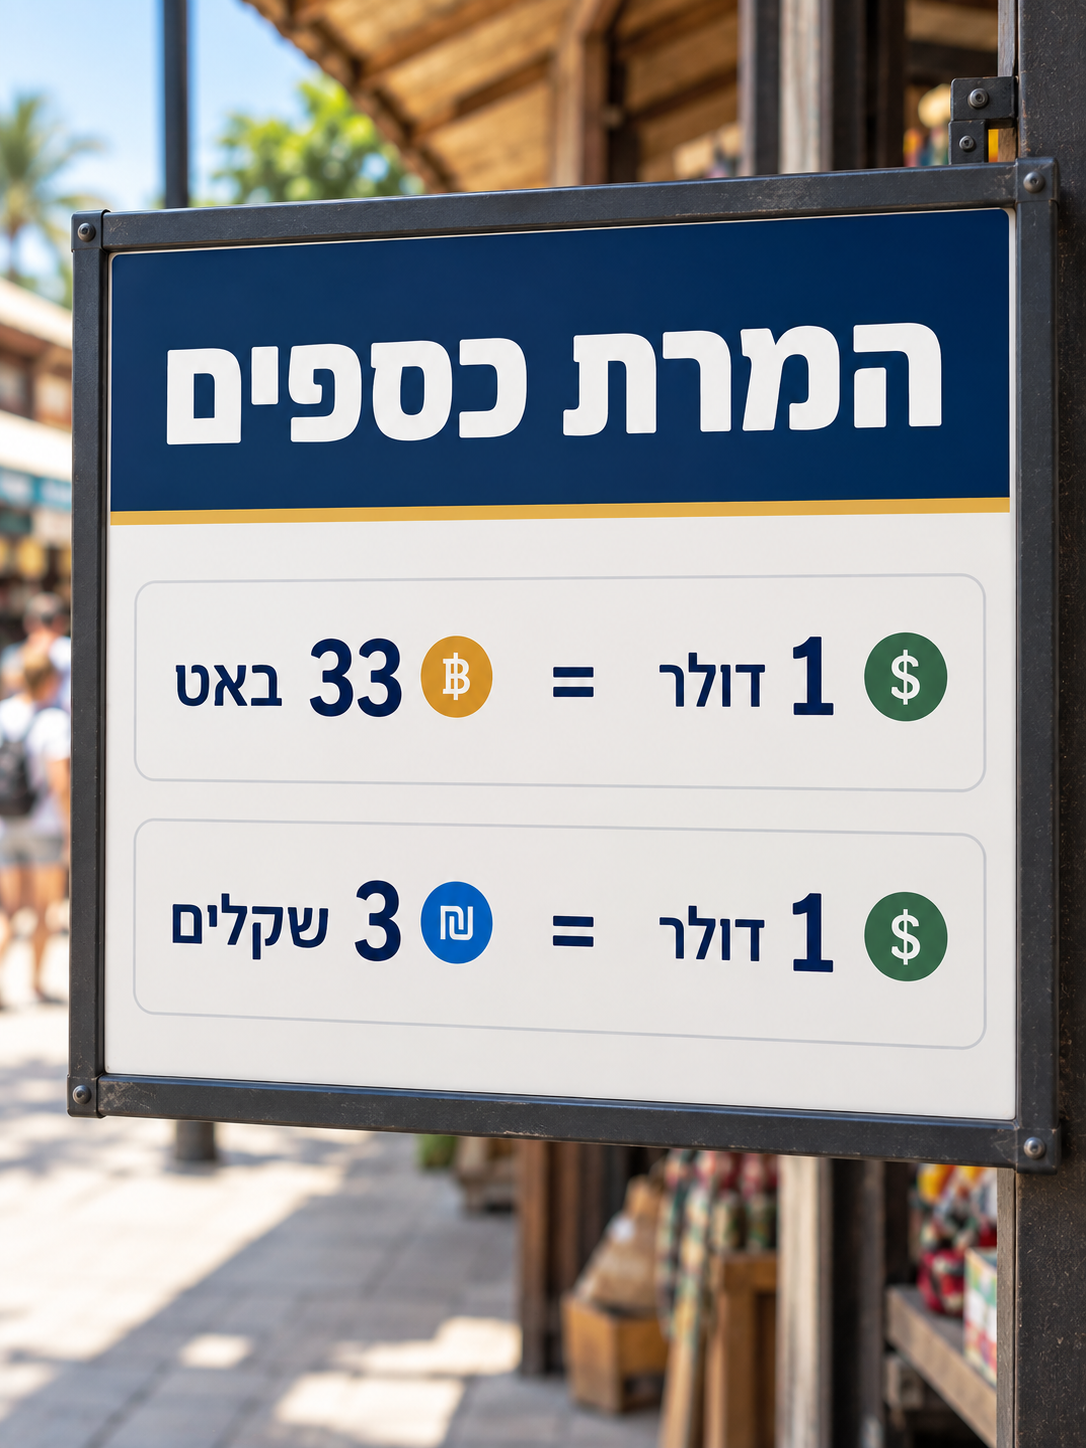 המרת כספים
$ 1 דולר = ฿ 33 באט
$ 1 דולר = ₪ 3 שקלים